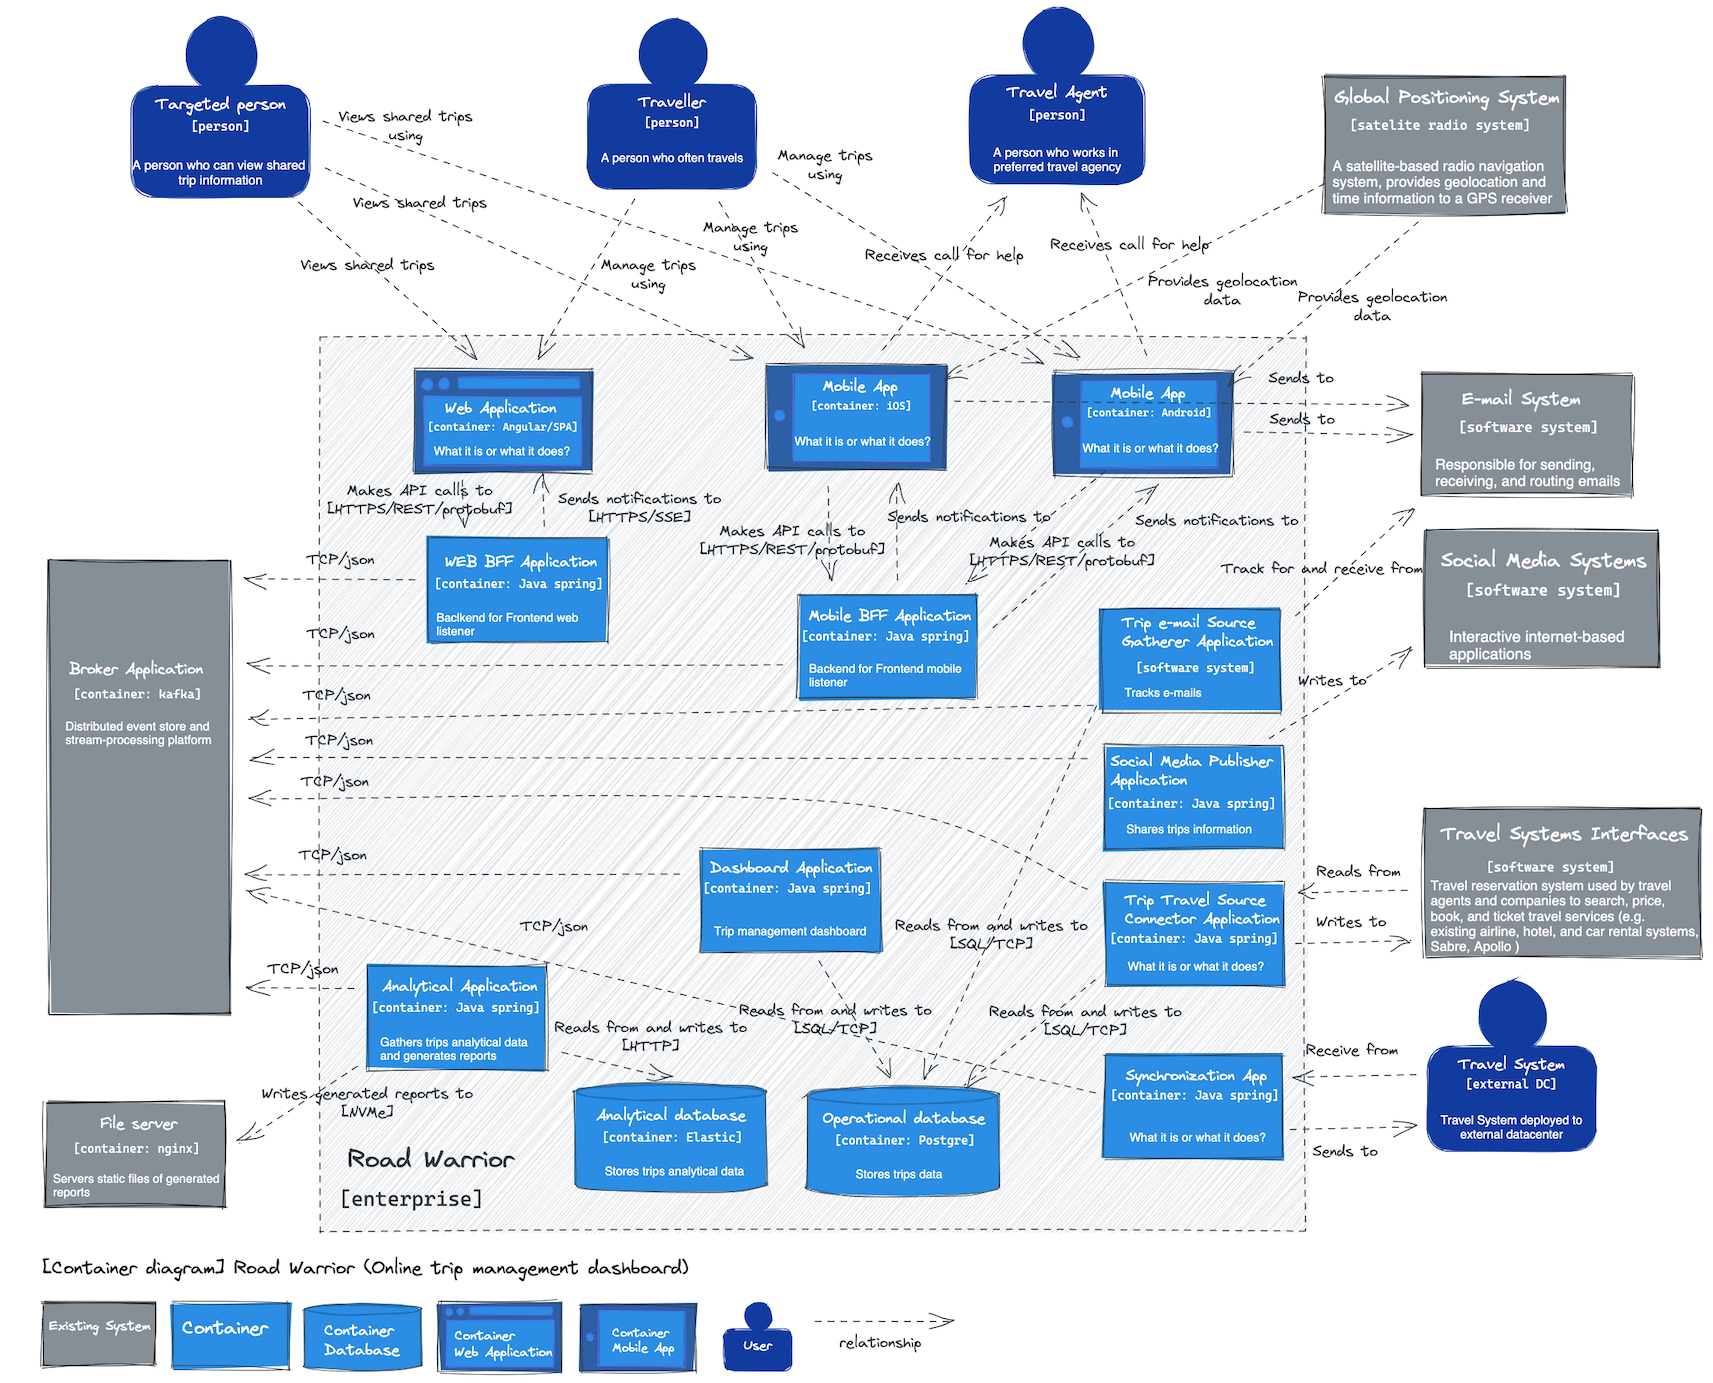 Targeted person
[person]
A person who can view shared
trip information
Traveller
[person]
A person who often travels
Travel Agent
[person]
A person who works in
preferred travel agency
Global Positioning System
[satelite radio system]
A satellite-based radio navigation
system, provides geolocation and
time information to a GPS receiver
Views shared trips
using
Manage trips
using
Views shared trips
Manage trips
using
Receives call for help
Receives call for help
Views shared trips
Manage trips
using
Provides geolocation
data
Provides geolocation
data
Web Application
[container: Angular/SPA]
What it is or what it does?
Mobile App
[container: iOS]
What it is or what it does?
Mobile App
[container: Android]
What it is or what it does?
Sends to
Sends to
E-mail System
[software system]
Responsible for sending,
receiving, and routing emails
Makes API calls to
[HTTPS/REST/protobuf]
Sends notifications to
[HTTPS/SSE]
Makes API calls to
[HTTPS/REST/protobuf]
Sends notifications to
Makes API calls to
[HTTPS/REST/protobuf]
Sends notifications to
Track for and receive from
Social Media Systems
[software system]
Interactive internet-based
applications
TCP/json
WEB BFF Application
[container: Java spring]
Baclkend for Frontend web
listener
TCP/json
Mobile BFF Application
[container: Java spring]
Backend for Frontend mobile
listener
Trip e-mail Source
Gatherer Application
[software system]
Tracks e-mails
Broker Application
[container: kafka]
Distributed event store and
stream-processing platform
TCP/json
Writes to
TCP/json
Social Media Publisher
Application
[container: Java spring]
Shares trips information
TCP/json
Travel Systems Interfaces
[software system]
Travel reservation system used by travel
agents and companies to search, price,
book, and ticket travel services (e.g.
existing airline, hotel, and car rental systems,
Sabre, Apollo )
TCP/json
Dashboard Application
[container: Java spring]
Trip management dashboard
Reads from
Writes to
Trip Travel Source
Connector Application
[container: Java spring]
What it is or what it does?
TCP/json
Reads from and writes to
[SQL/TCP]
TCP/json
Analytical Application
[container: Java spring]
Gathers trips analytical data
and generates reports
Reads from and writes to
[HTTP]
Reads from and writes to
[SQL/TCP]
Reads from and writes to
[SQL/TCP]
Receive from
Synchronization App
[container: Java spring]
What it is or what it does?
Travel System
[external DC]
Travel System deployed to
external datacenter
Sends to
Writes generated reports to
[NVMe]
File server
[container: nginx]
Servers static files of generated
reports
Analytical database
[container: Elastic]
Stores trips analytical data
Operational database
[container: Postgre]
Stores trips data
Road Warrior
[enterprise]
[Container diagram] Road Warrior (Online trip management dashboard)
Existing System
Container
Container
Database
Container
Web Application
Container
Mobile App
User
relationship